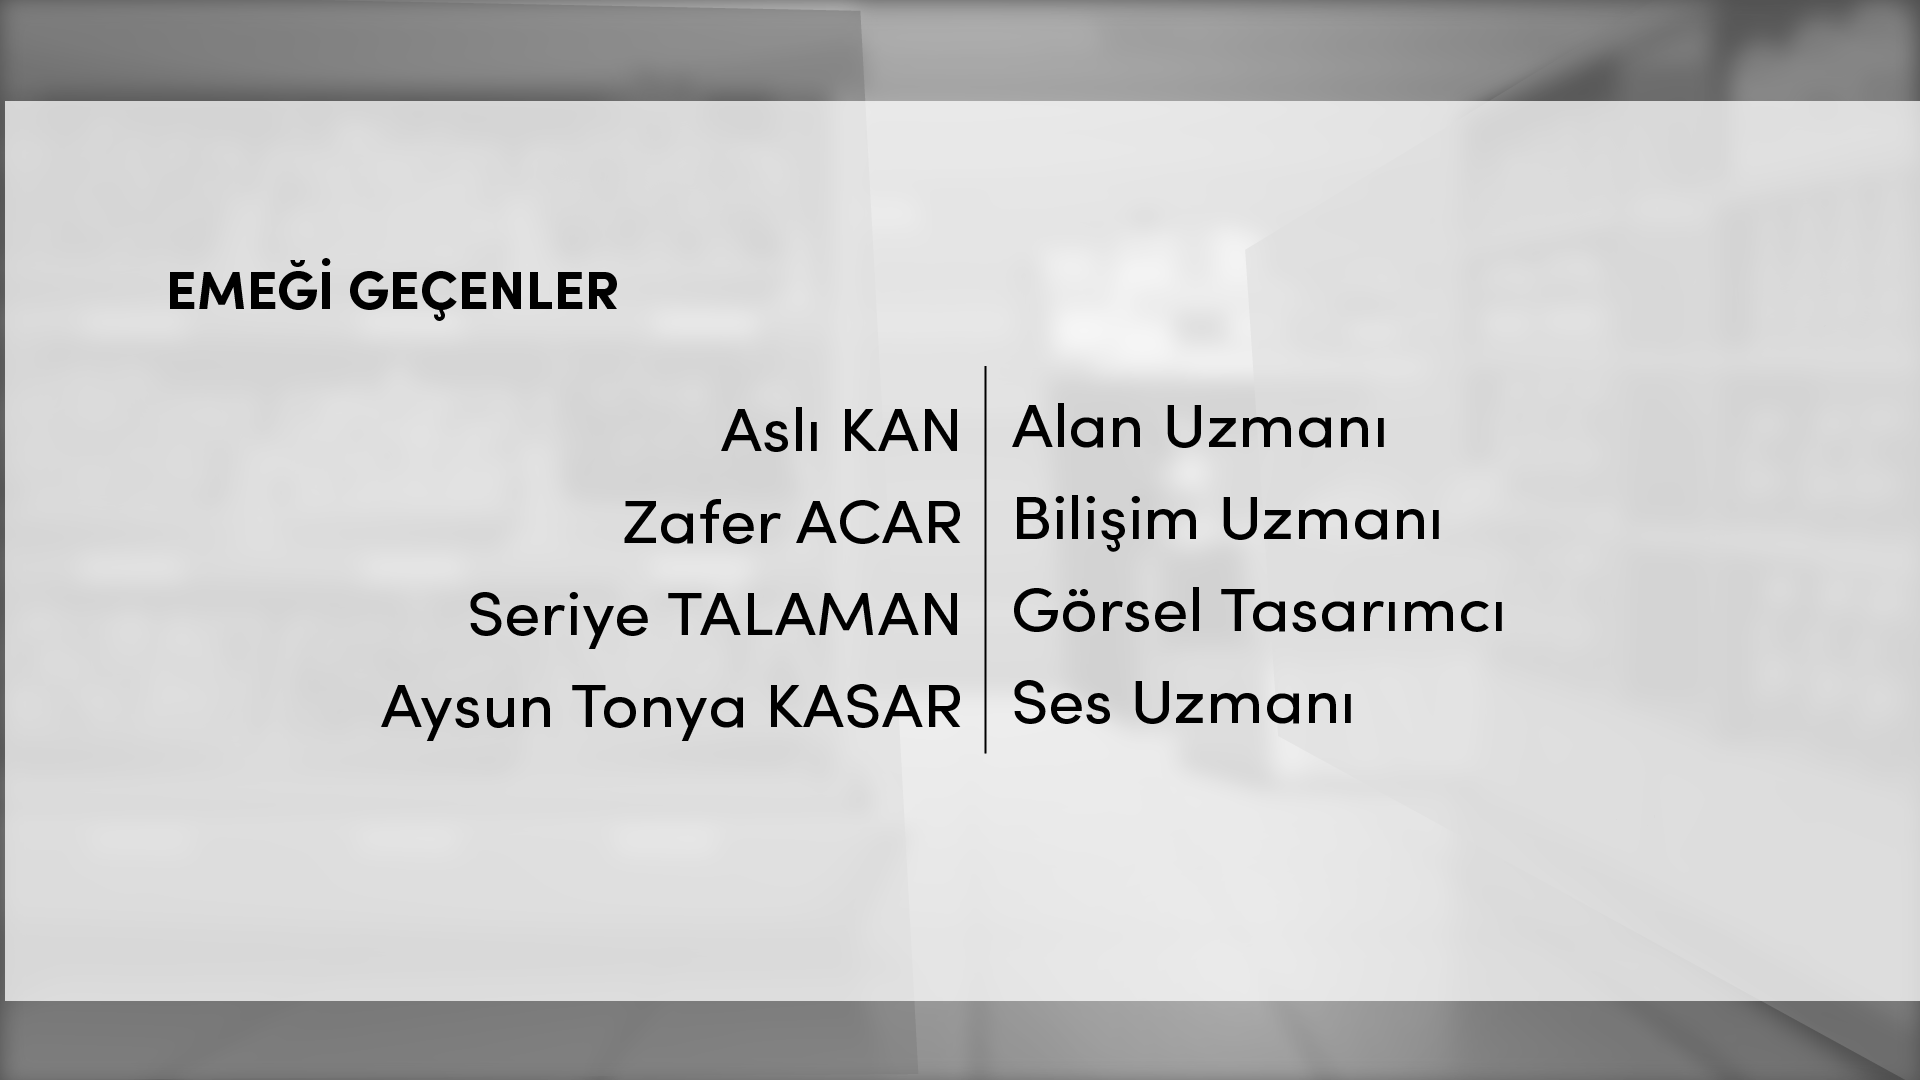 EMEĞİ GEÇENLER
Aslı KAN Alan Uzmanı
Zafer ACAR Bilişim Uzmanı
Seriye TALAMAN Görsel Tasarımcı
Aysun Tonya KASAR Ses Uzmanı